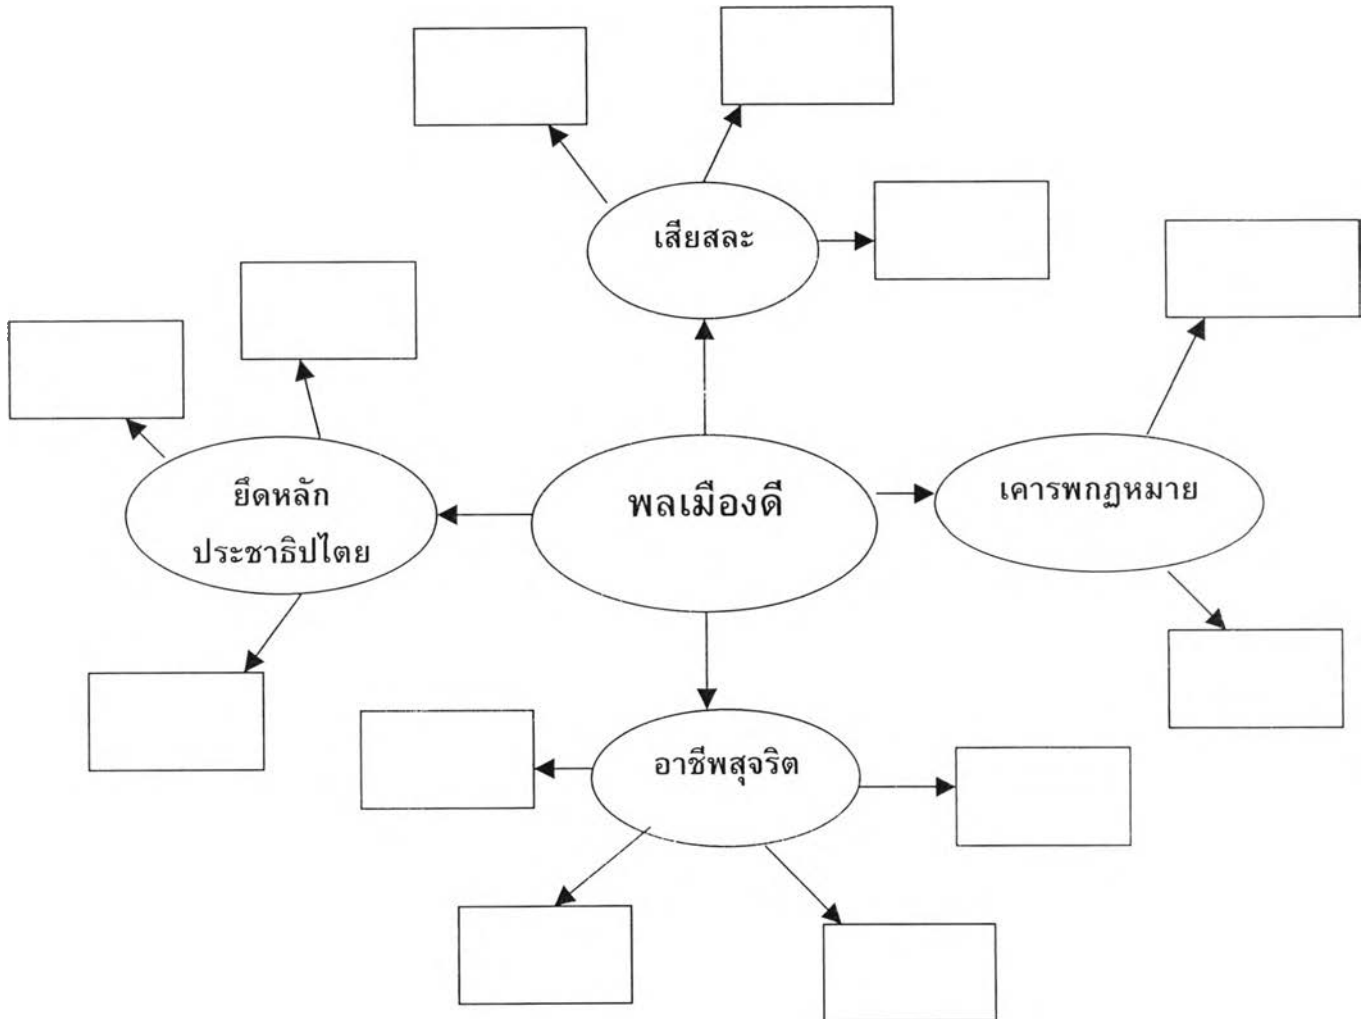 เสียสละ
ยึดหลัก
ประชาธิปไตย
พลเมืองดี
เคารพกฎหมาย
อาชีพสุจริต